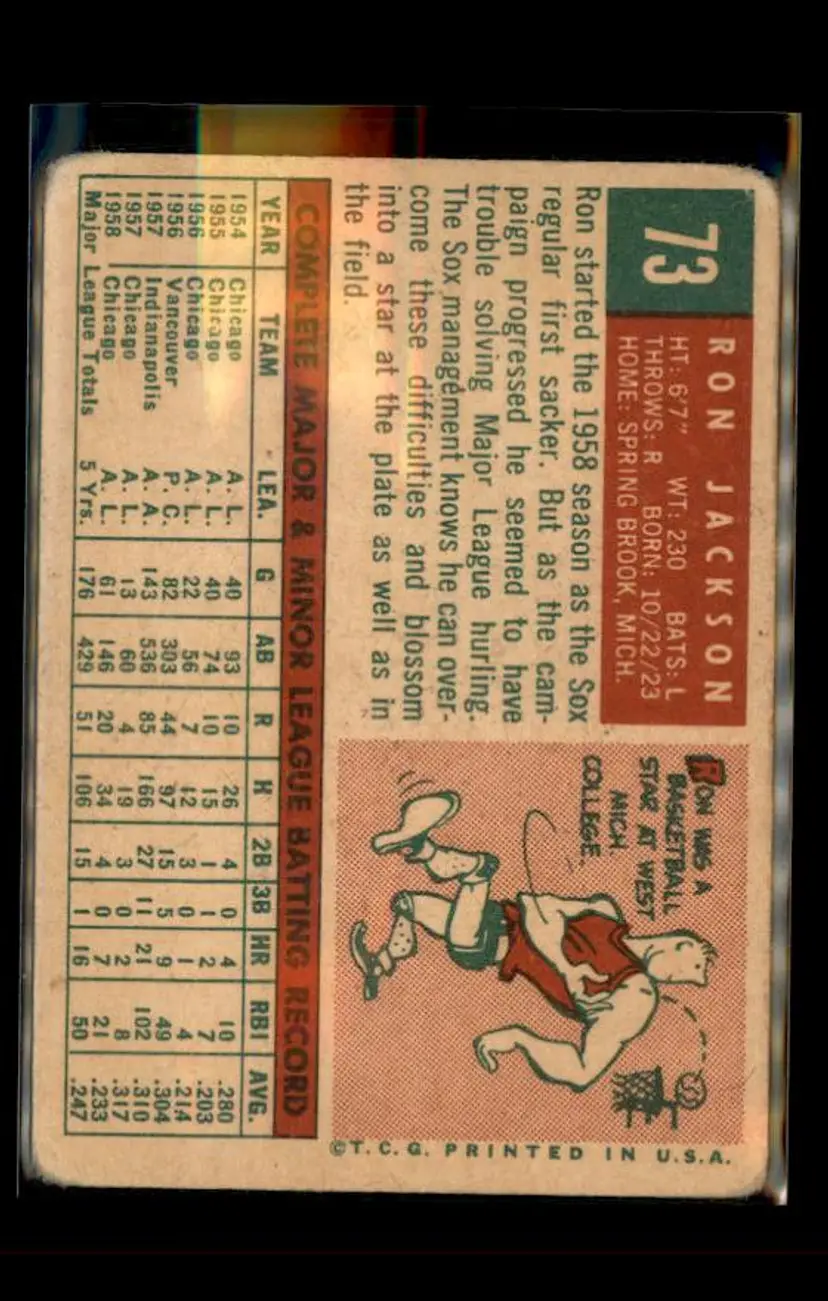 73
RON JACKSON
HT: 6'7" WT: 230 BATS: L
THROWS: R BORN: 10/22/23
HOME: SPRING BROOK, MICH.
Ron started the 1958 season as the Sox
regular first sacker. But as the cam-
paign progressed he seemed to have
trouble solving Major League hurling.
The Sox management knows he can over-
come these difficulties and blossom
into a star at the plate as well as in
the field.
RON WAS A
BASKETBALL
STAR AT WEST
MICH
COLLEGE.
COMPLETE MAJOR & MINOR LEAGUE BATTING RECORD
YEAR TEAM LEA. G AB R H 2B 3B HR RBI AVG.
1954 Chicago A. L. 40 93 10 26 4 0 4 10 .280
1955 Chicago A. L. 40 74 10 15 1 1 2 7 .203
1956 Chicago A. L. 22 56 7 12 3 0 1 4 .214
1956 Vancouver P. C. 82 303 44 97 15 5 9 49 .304
1957 Indianapolis A. A. 143 536 85 166 27 11 21 102 .310
1957 Chicago A. L. 13 60 4 19 3 0 2 8 .317
1958 Chicago A. L. 61 146 20 34 4 0 7 21 .233
Major League Totals 5 Yrs. 176 429 51 106 15 1 16 50 .247
©T.C.G. PRINTED IN U.S.A.